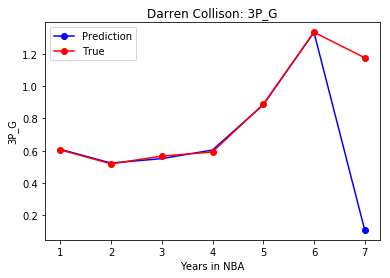 Darren Collison: 3P_G
Prediction
True
1.2
1.0
0.8
0.6
0.4
0.2
3P_G
1 2 3 4 5 6 7
Years in NBA